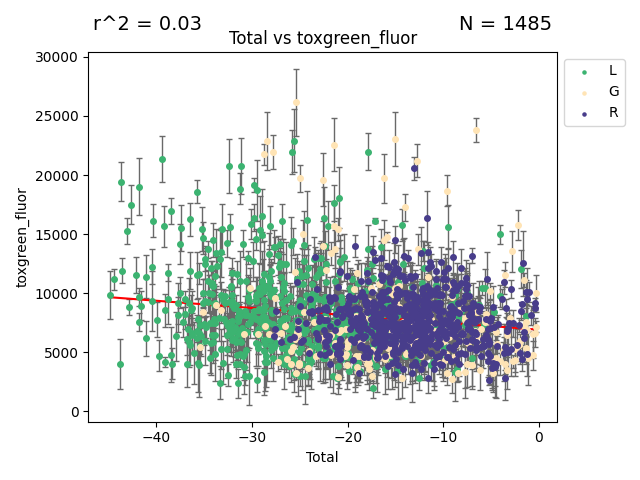 r^2 = 0.03
N = 1485
Total vs toxgreen_fluor
30000
25000
20000
15000
10000
5000
0
toxgreen_fluor
−40
−30
−20
−10
0
Total
L
G
R